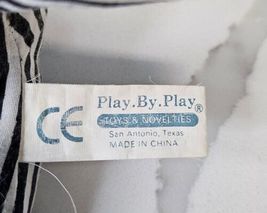 CE
Play.By.Play®
TOYS & NOVELTIES
San Antonio, Texas
MADE IN CHINA